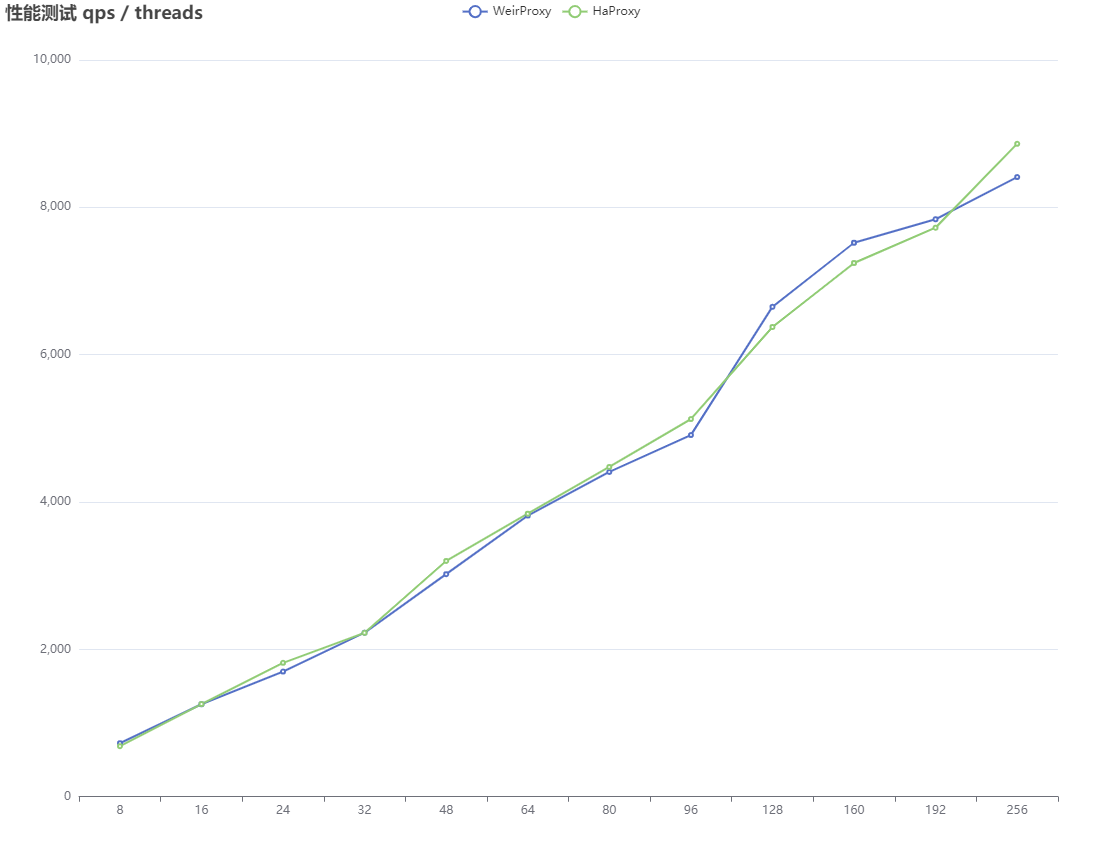 性能测试 qps / threads
WeirProxy HaProxy
10,000
8,000
6,000
4,000
2,000
0
8 16 24 32 48 64 80 96 128 160 192 256